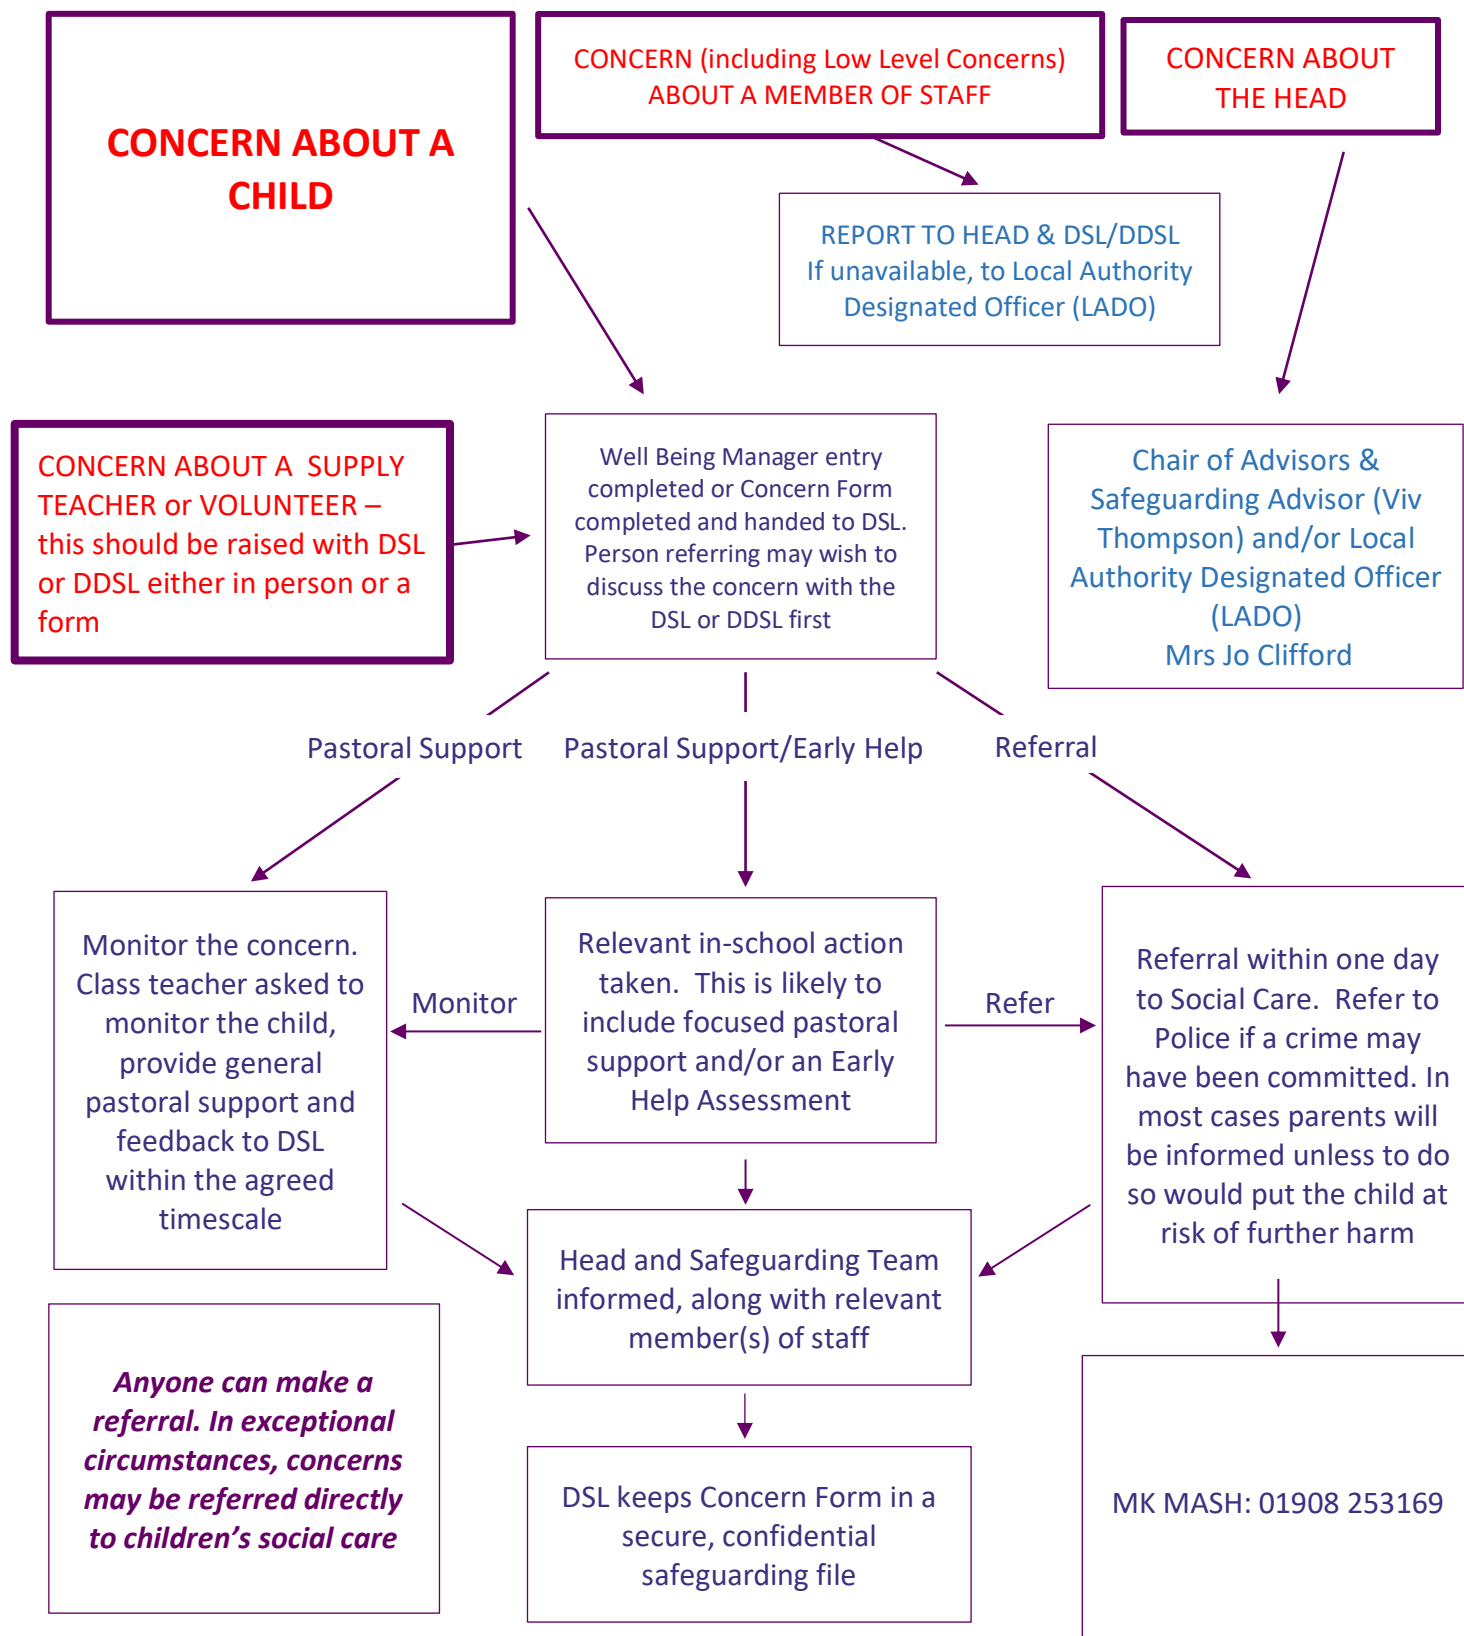 CONCERN ABOUT A
CHILD
CONCERN (including Low Level Concerns)
ABOUT A MEMBER OF STAFF
CONCERN ABOUT
THE HEAD
REPORT TO HEAD & DSL/DDSL
If unavailable, to Local Authority
Designated Officer (LADO)
CONCERN ABOUT A  SUPPLY
TEACHER or VOLUNTEER –
this should be raised with DSL
or DDSL either in person or a
form
Well Being Manager entry
completed or Concern Form
completed and handed to DSL.
Person referring may wish to
discuss the concern with the
DSL or DDSL first
Chair of Advisors &
Safeguarding Advisor (Viv
Thompson) and/or Local
Authority Designated Officer
(LADO)
Mrs Jo Clifford
Pastoral Support
Pastoral Support/Early Help
Referral
Monitor the concern.
Class teacher asked to
monitor the child,
provide general
pastoral support and
feedback to DSL
within the agreed
timescale
Monitor
Relevant in-school action
taken.  This is likely to
include focused pastoral
support and/or an Early
Help Assessment
Refer
Referral within one day
to Social Care.  Refer to
Police if a crime may
have been committed. In
most cases parents will
be informed unless to do
so would put the child at
risk of further harm
Head and Safeguarding Team
informed, along with relevant
member(s) of staff
Anyone can make a
referral. In exceptional
circumstances, concerns
may be referred directly
to children’s social care
DSL keeps Concern Form in a
secure, confidential
safeguarding file
MK MASH: 01908 253169